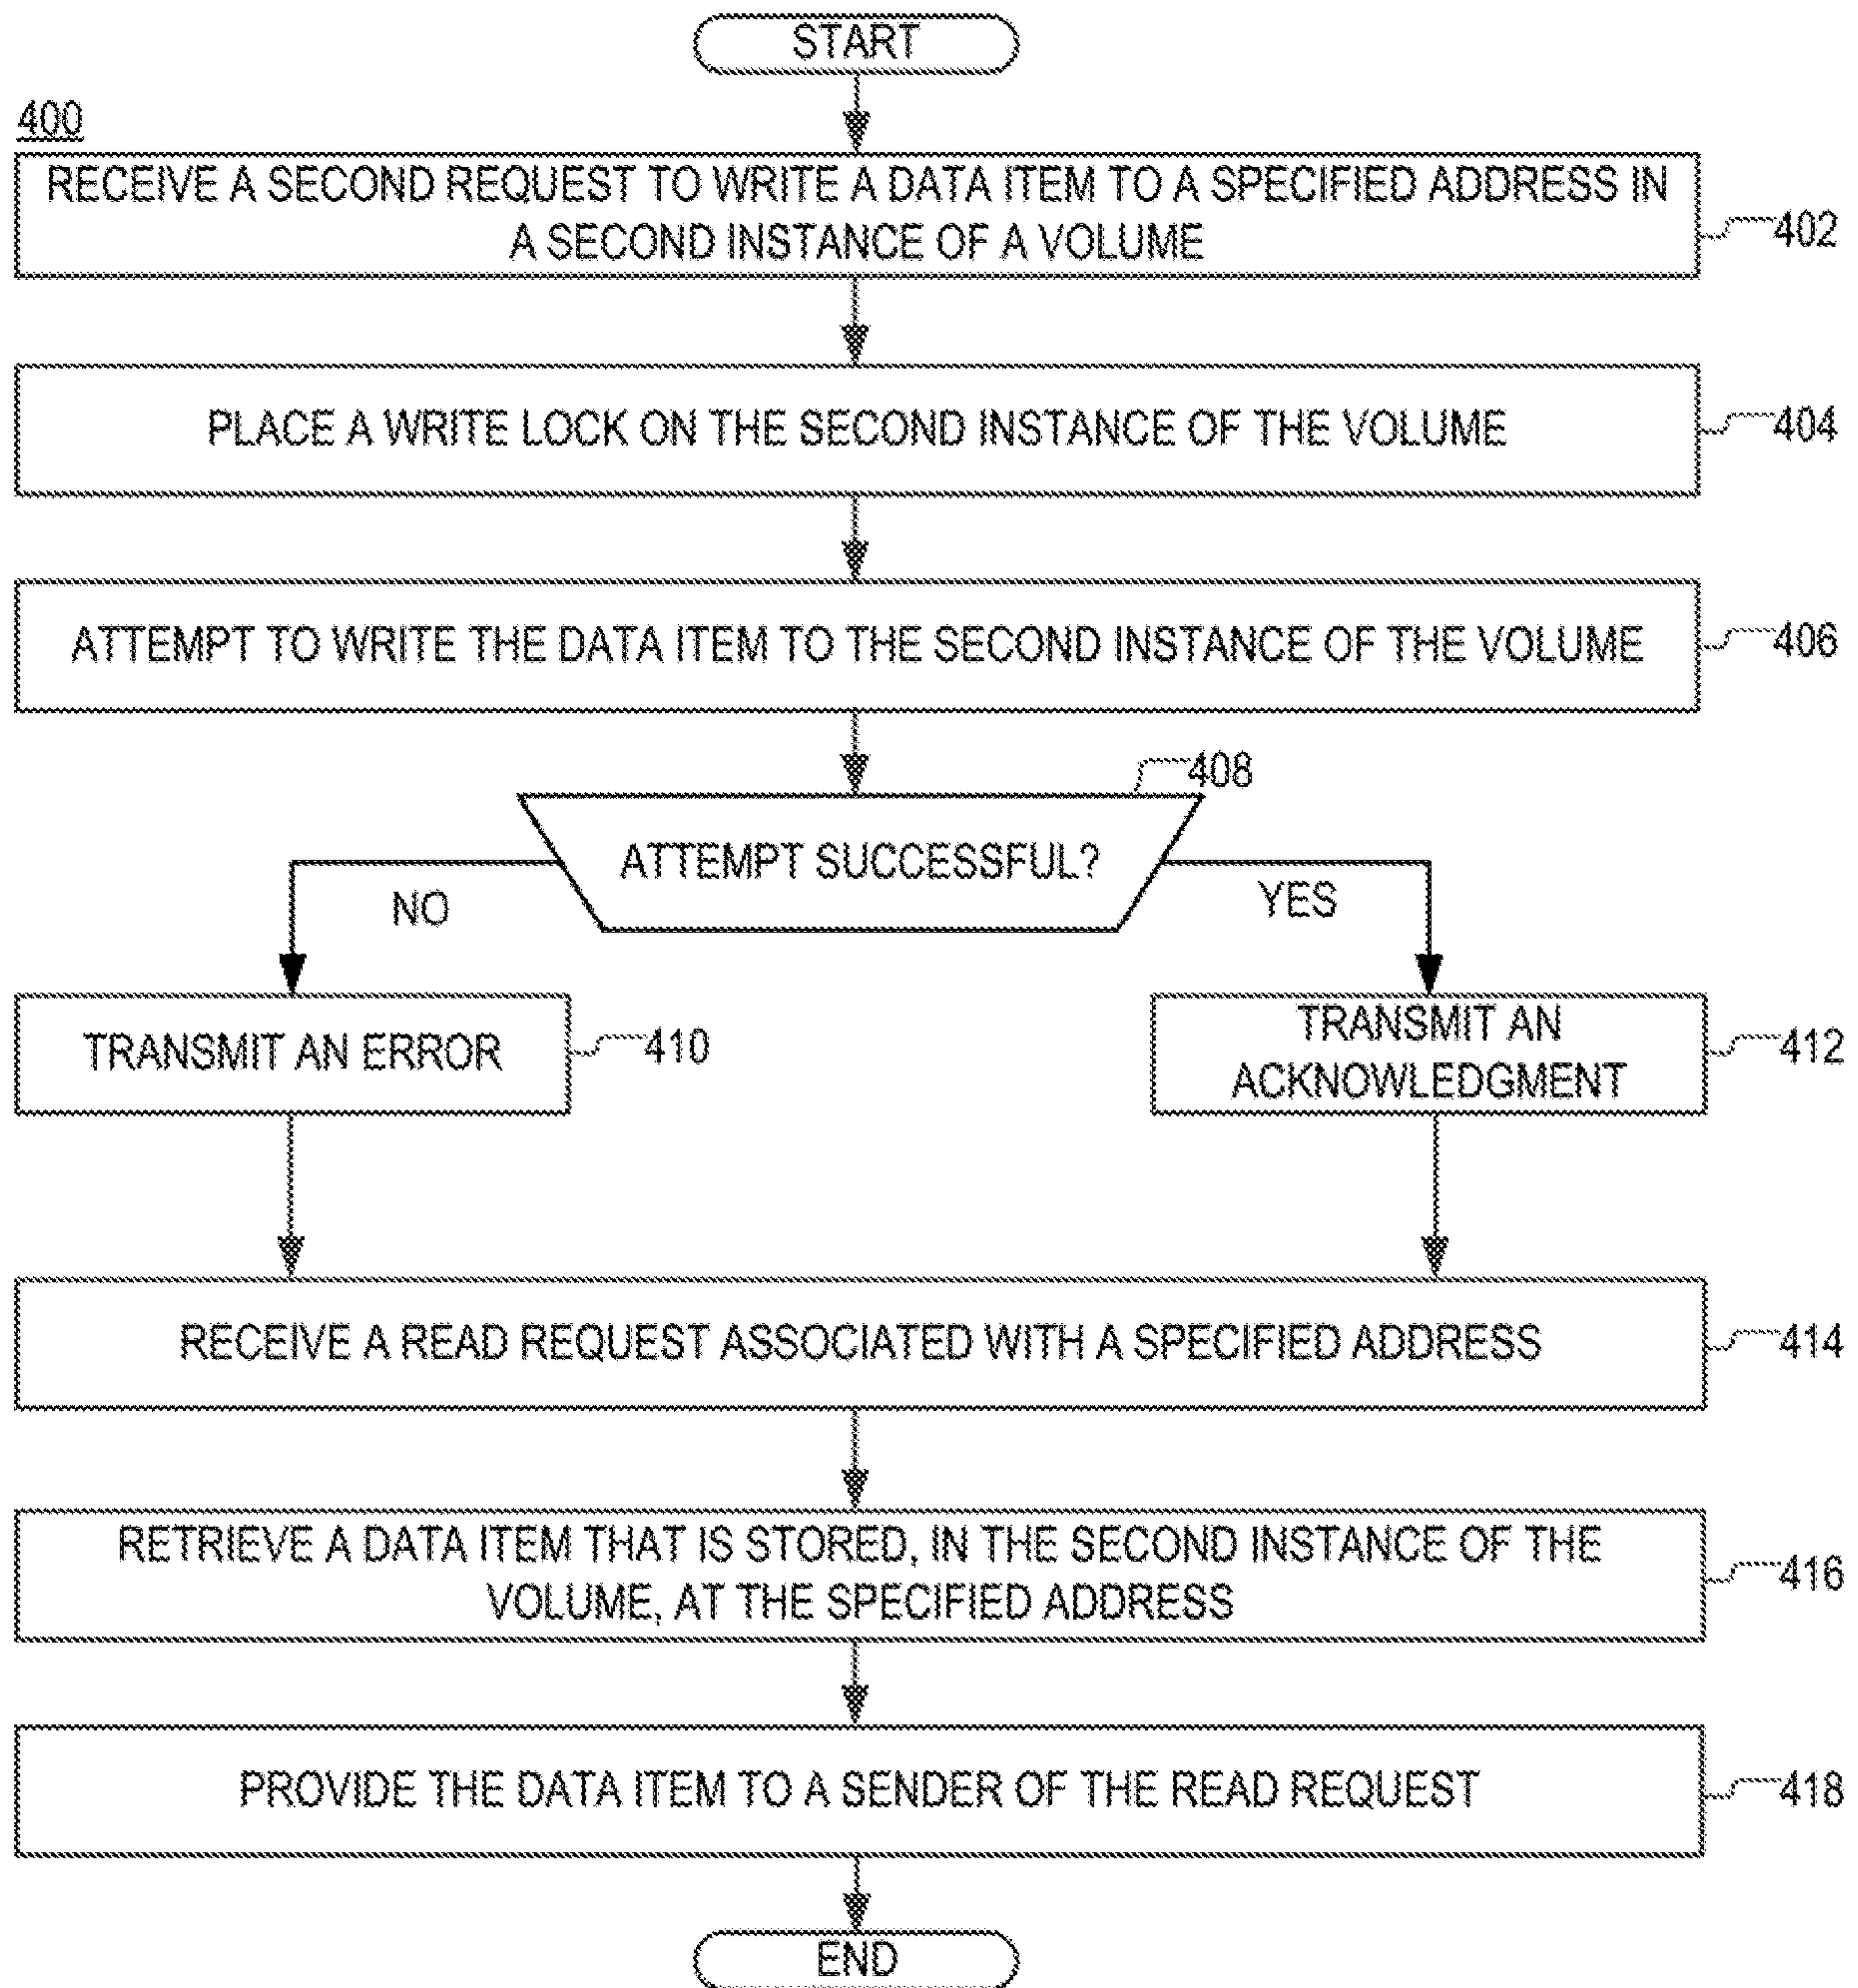 START
400
RECEIVE A SECOND REQUEST TO WRITE A DATA ITEM TO A SPECIFIED ADDRESS IN
A SECOND INSTANCE OF A VOLUME
402
PLACE A WRITE LOCK ON THE SECOND INSTANCE OF THE VOLUME
404
ATTEMPT TO WRITE THE DATA ITEM TO THE SECOND INSTANCE OF THE VOLUME
406
408
ATTEMPT SUCCESSFUL?
NO
YES
TRANSMIT AN ERROR
410
TRANSMIT AN
ACKNOWLEDGMENT
412
RECEIVE A READ REQUEST ASSOCIATED WITH A SPECIFIED ADDRESS
414
RETRIEVE A DATA ITEM THAT IS STORED, IN THE SECOND INSTANCE OF THE
VOLUME, AT THE SPECIFIED ADDRESS
416
PROVIDE THE DATA ITEM TO A SENDER OF THE READ REQUEST
418
END